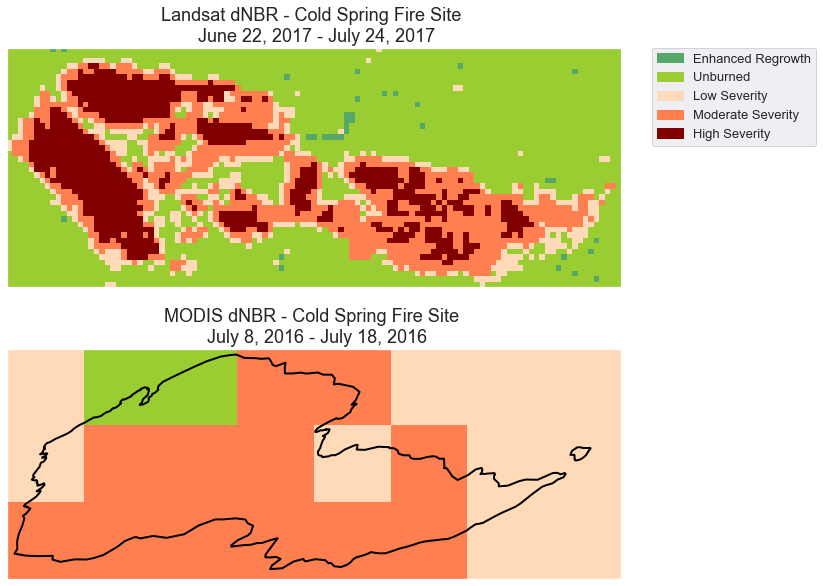 Landsat dNBR - Cold Spring Fire Site
June 22, 2017 - July 24, 2017
Enhanced Regrowth
Unburned
Low Severity
Moderate Severity
High Severity
MODIS dNBR - Cold Spring Fire Site
July 8, 2016 - July 18, 2016